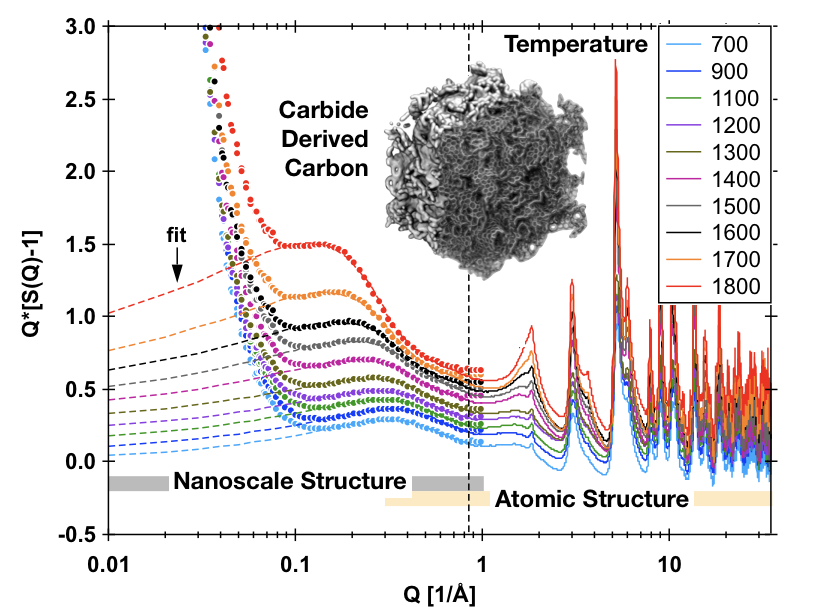 3.0
2.5
2.0
1.5
1.0
0.5
0.0
-0.5
Q*[S(Q)-1]
Temperature
700
900
1100
1200
1300
1400
1500
1600
1700
1800
Carbide
Derived
Carbon
fit
Nanoscale Structure
Atomic Structure
0.01
0.1
1
10
Q [1/Å]